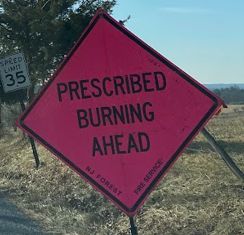 SPEED
LIMIT
35
PRESCRIBED
BURNING
AHEAD
NJ FOREST
FIRE SERVICE